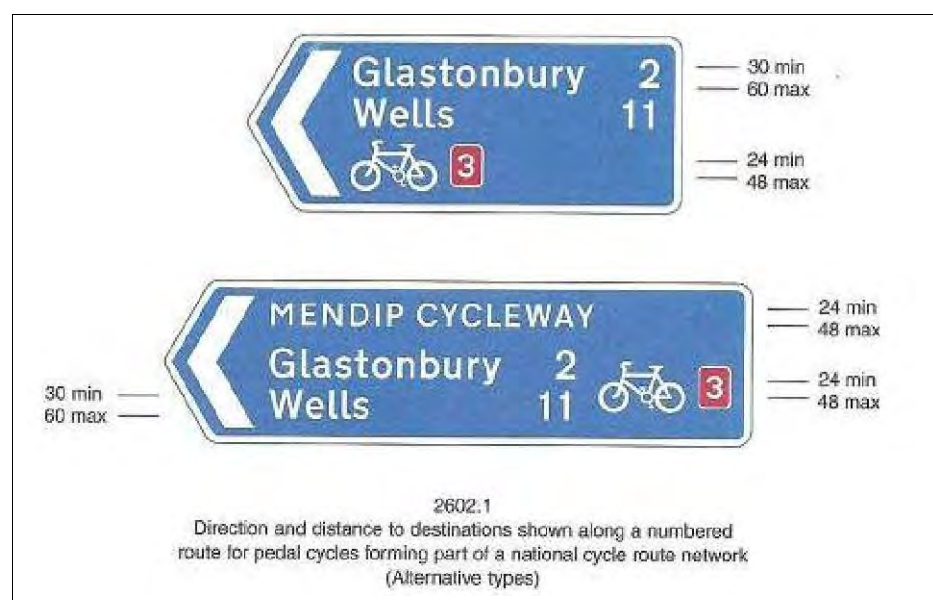 Glastonbury 2
Wells 11
3
30 min
60 max
24 min
48 max
MENDIP CYCLEWAY
Glastonbury 2
Wells 11
3
24 min
48 max
24 min
48 max
30 min
60 max
2602.1
Direction and distance to destinations shown along a numbered
route for pedal cycles forming part of a national cycle route network
(Alternative types)